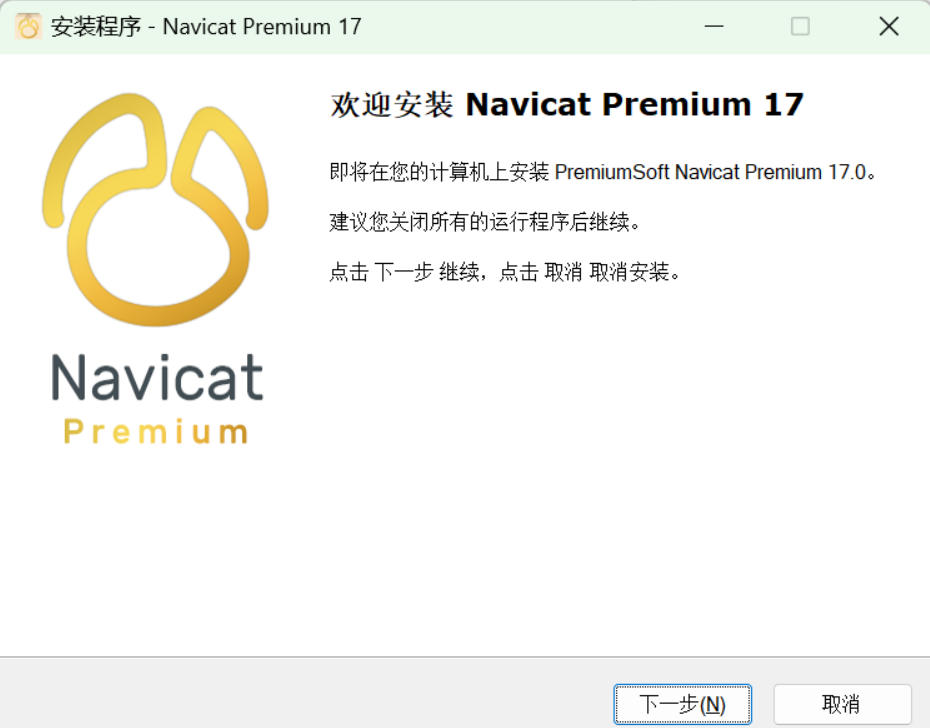 安装程序 - Navicat Premium 17
欢迎安装 Navicat Premium 17
即将在您的计算机上安装 PremiumSoft Navicat Premium 17.0。
建议您关闭所有的运行程序后继续。
点击 下一步 继续，点击 取消 取消安装。
Navicat
Premium
下一步(N)
取消